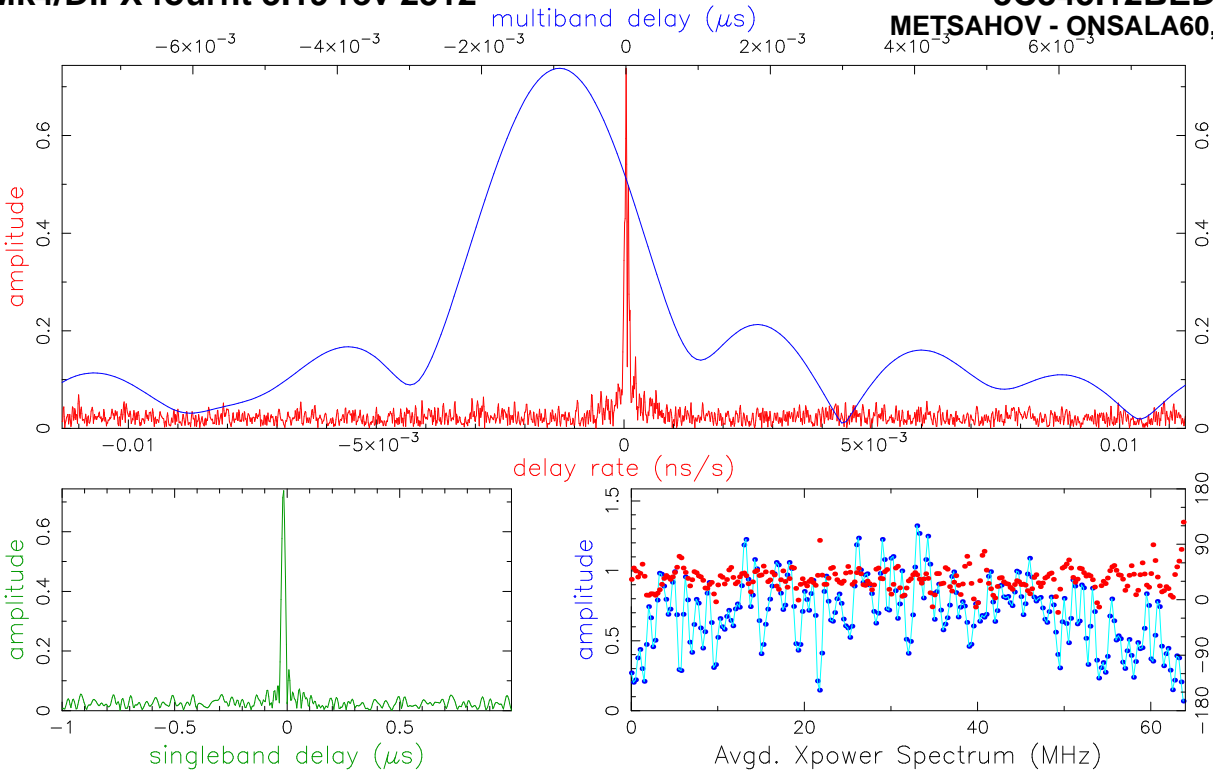 multiband delay (μs)
METSAHOV - ONSALA60,
−6×10⁻³ −4×10⁻³ −2×10⁻³ 0 2×10⁻³ 4×10⁻³ 6×10⁻³
amplitude
0 0.2 0.4 0.6
0 0.2 0.4 0.6
−0.01 −5×10⁻³ 0 5×10⁻³ 0.01
delay rate (ns/s)
amplitude
0 0.2 0.4 0.6
−1 −0.5 0 0.5
singleband delay (μs)
amplitude
0 0.5 1 1.5
−180 −90 0 90 180
0 20 40 60
Avgd. Xpower Spectrum (MHz)